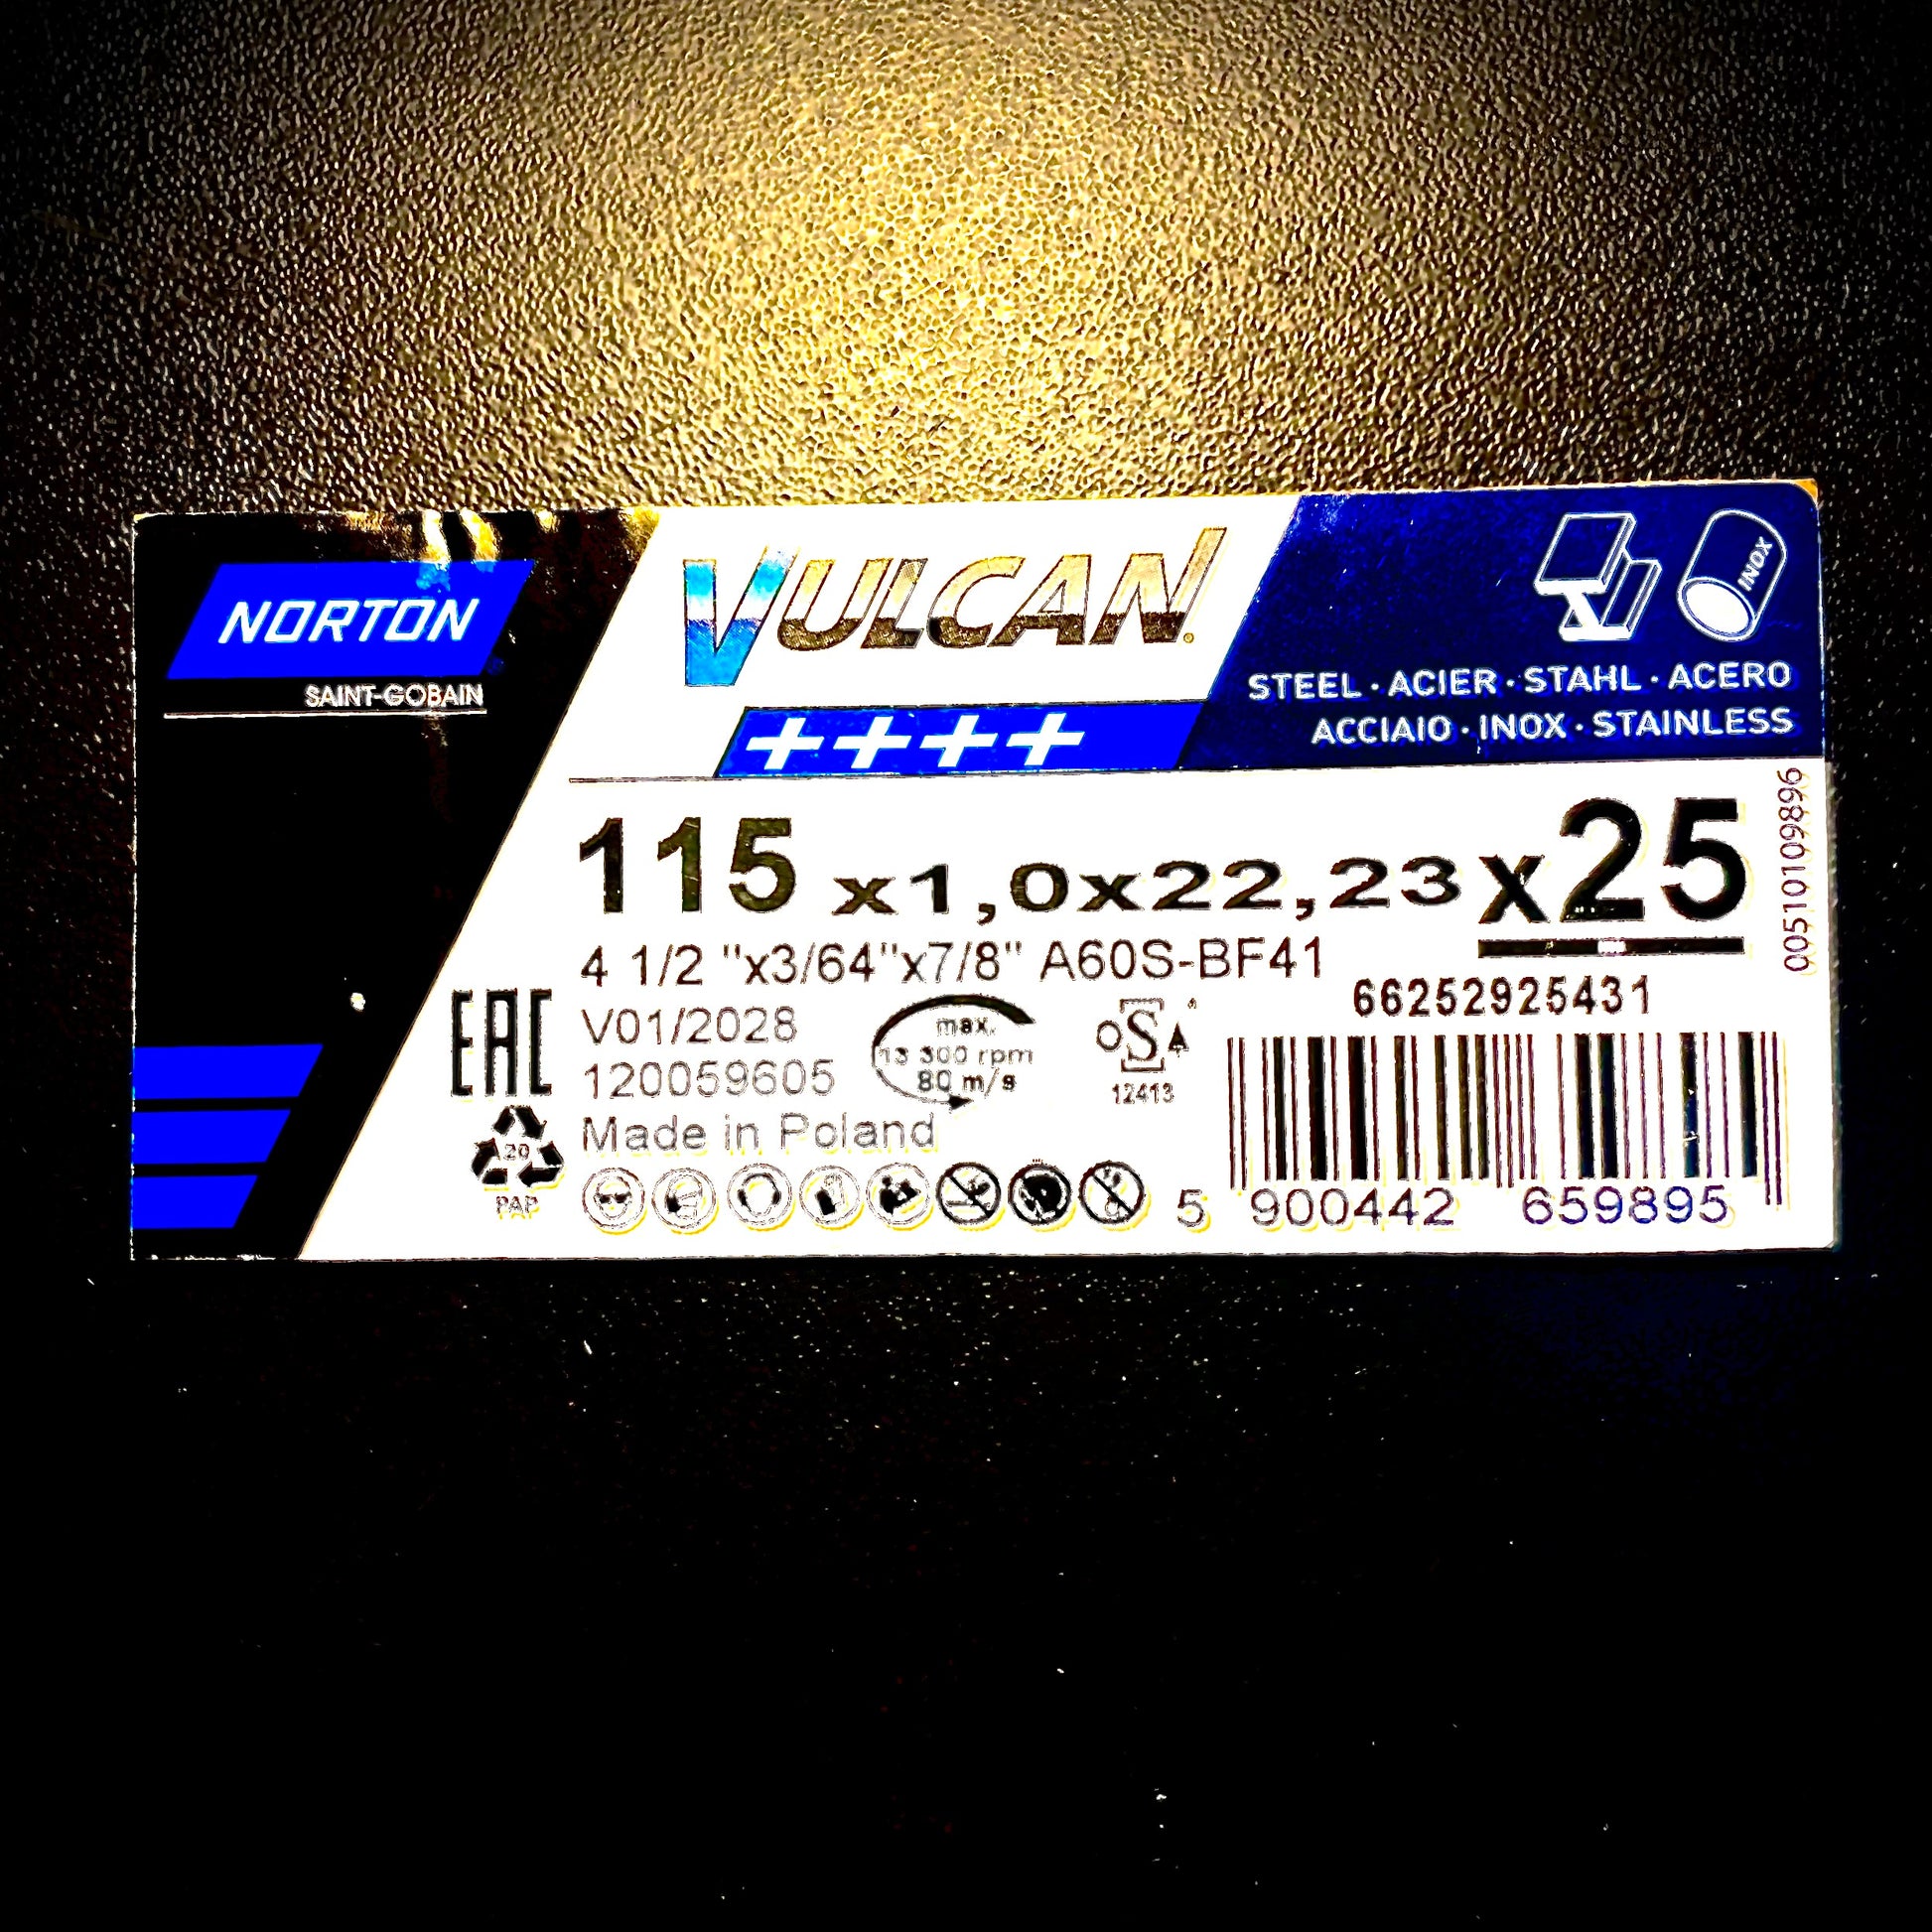 NORTON
SAINT-GOBAIN
VULCAN
++++
INOX
STEEL · ACIER · STAHL · ACERO
ACCIAIO · INOX · STAINLESS
115 x1,0x22,23 x25
4 1/2 "x3/64"x7/8" A60S-BF41
00510109896
66252925431
EAC
V01/2028
120059605
Made in Poland
max.
13 300 rpm
80 m/s
oSA
12413
20
PAP
5 900442 659895